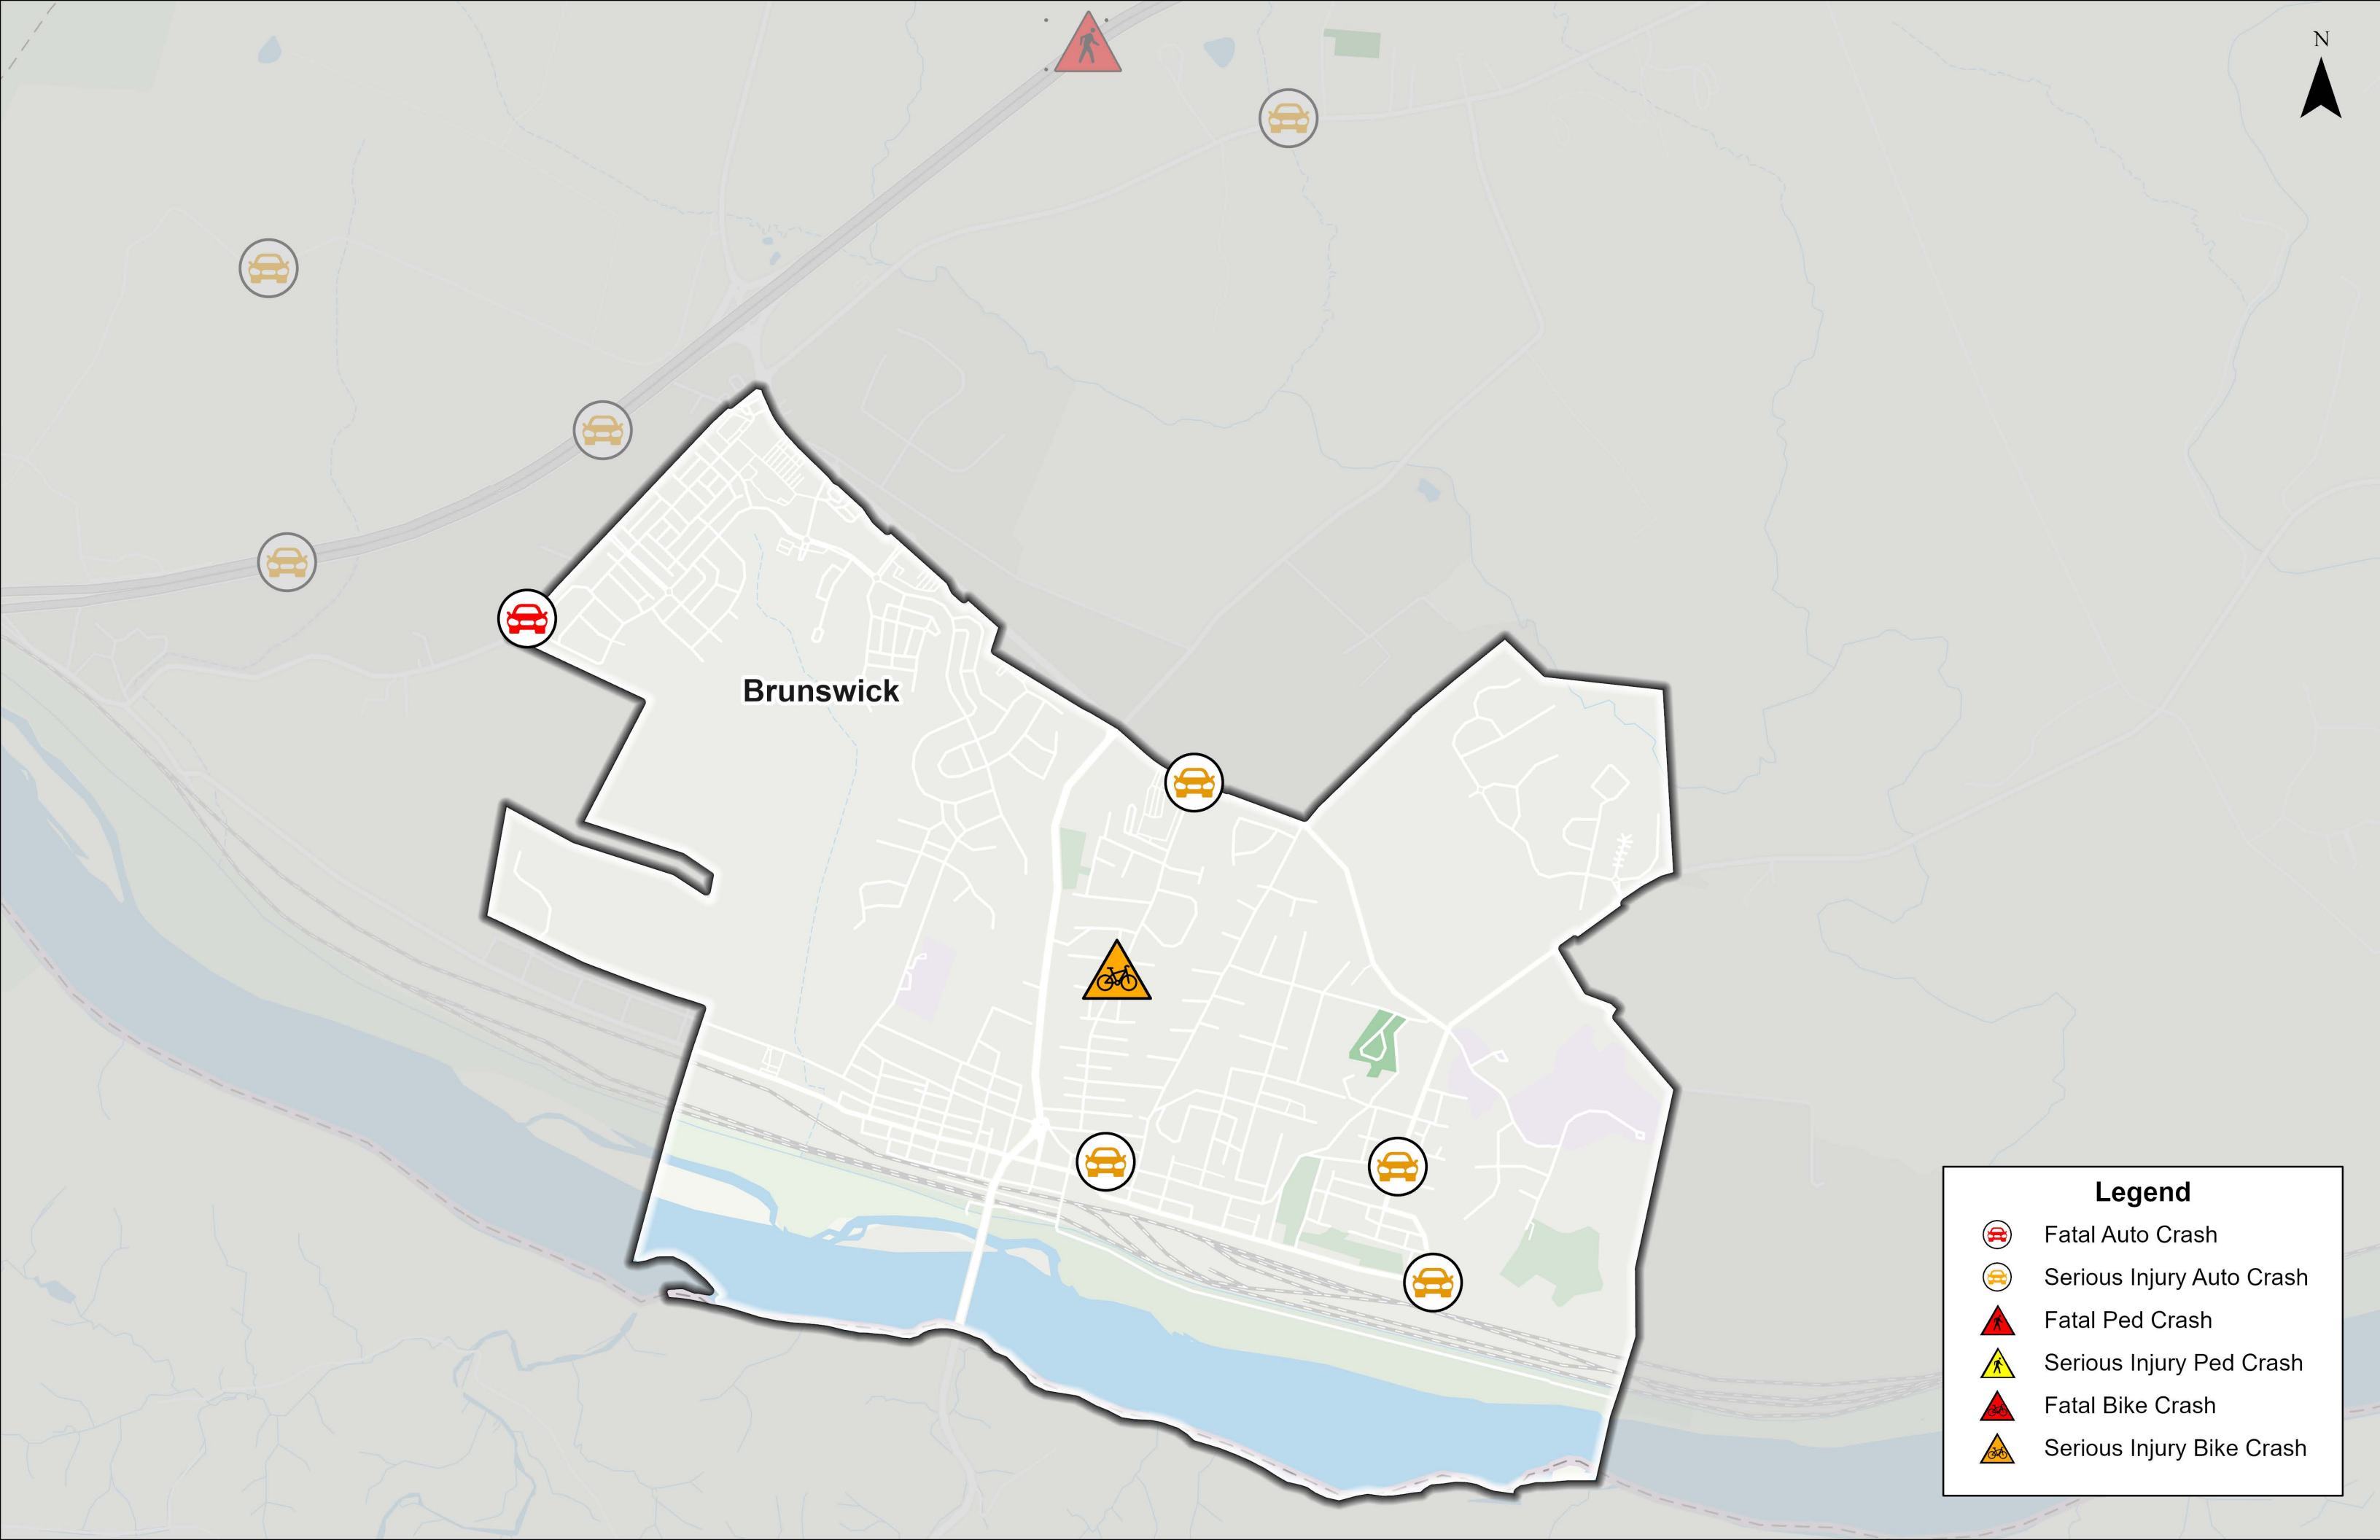 N
Brunswick
Legend
Fatal Auto Crash
Serious Injury Auto Crash
Fatal Ped Crash
Serious Injury Ped Crash
Fatal Bike Crash
Serious Injury Bike Crash